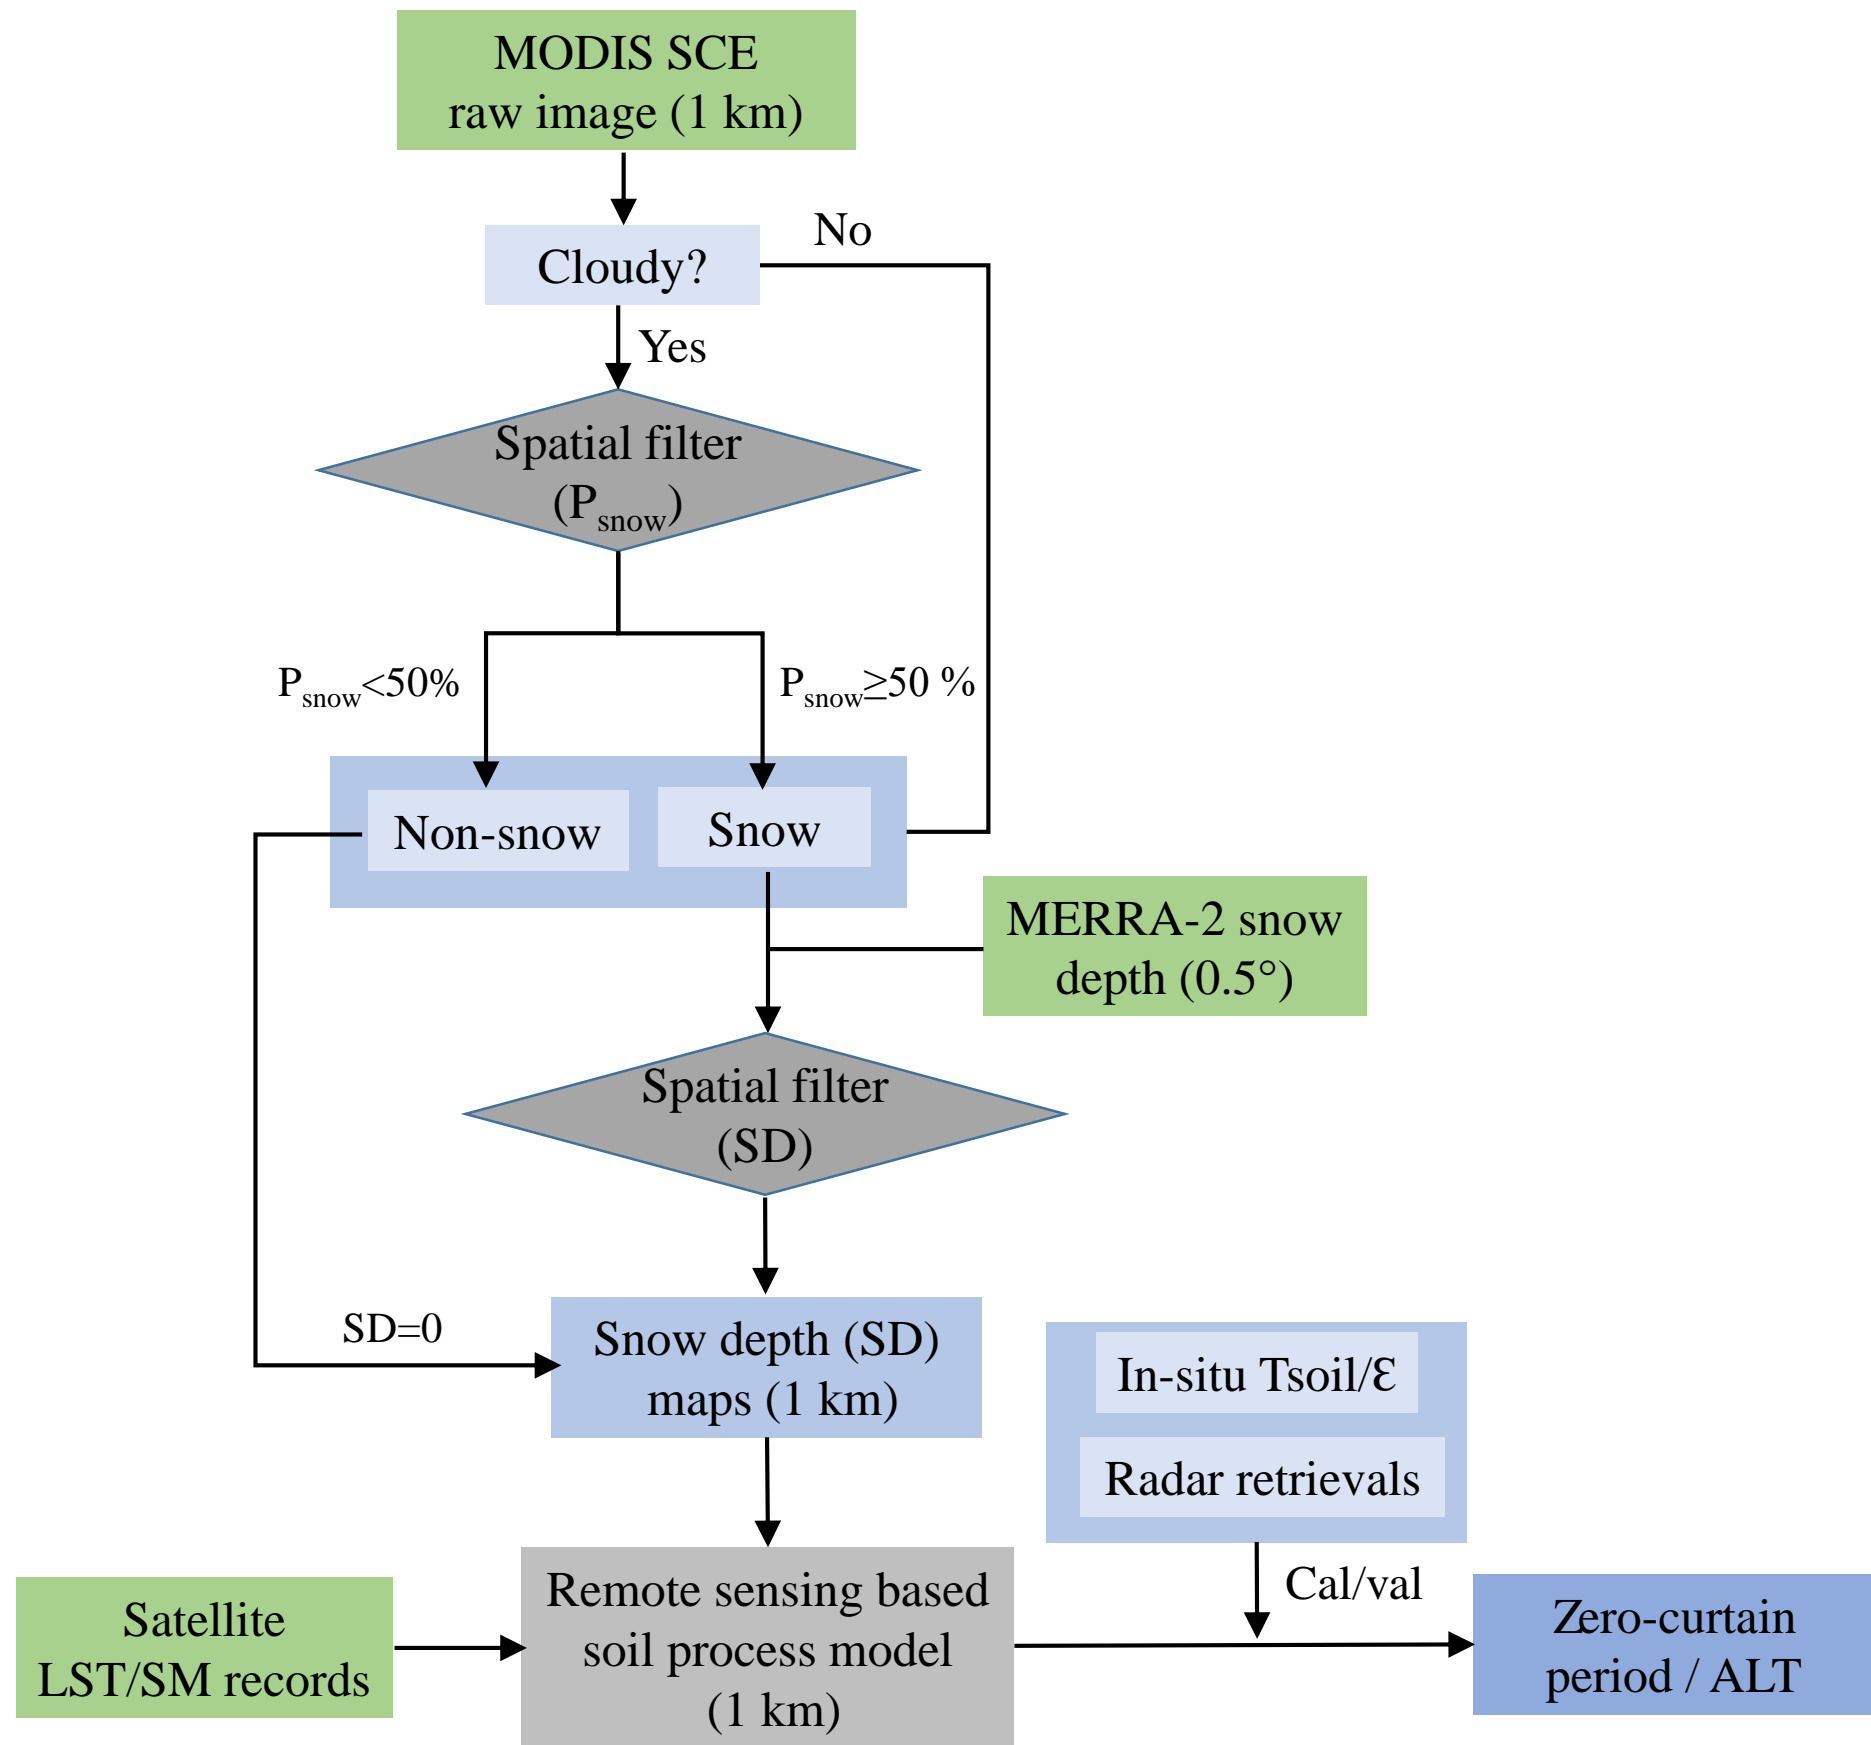 MODIS SCE
raw image (1 km)
No
Cloudy?
Yes
Spatial filter
(Psnow)
Psnow<50%
Psnow≥50 %
Non-snow
Snow
MERRA-2 snow
depth (0.5°)
Spatial filter
(SD)
SD=0
Snow depth (SD)
maps (1 km)
In-situ Tsoil/Ɛ
Radar retrievals
Cal/val
Satellite
LST/SM records
Remote sensing based
soil process model
(1 km)
Zero-curtain
period / ALT